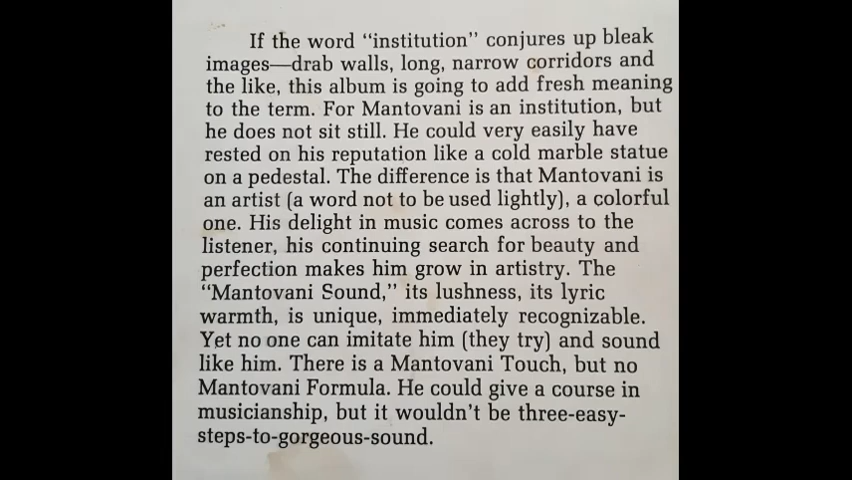 If the word “institution” conjures up bleak
images—drab walls, long, narrow corridors and
the like, this album is going to add fresh meaning
to the term. For Mantovani is an institution, but
he does not sit still. He could very easily have
rested on his reputation like a cold marble statue
on a pedestal. The difference is that Mantovani is
an artist (a word not to be used lightly), a colorful
one. His delight in music comes across to the
listener, his continuing search for beauty and
perfection makes him grow in artistry. The
“Mantovani Sound,” its lushness, its lyric
warmth, is unique, immediately recognizable.
Yet no one can imitate him (they try) and sound
like him. There is a Mantovani Touch, but no
Mantovani Formula. He could give a course in
musicianship, but it wouldn’t be three-easy-
steps-to-gorgeous-sound.